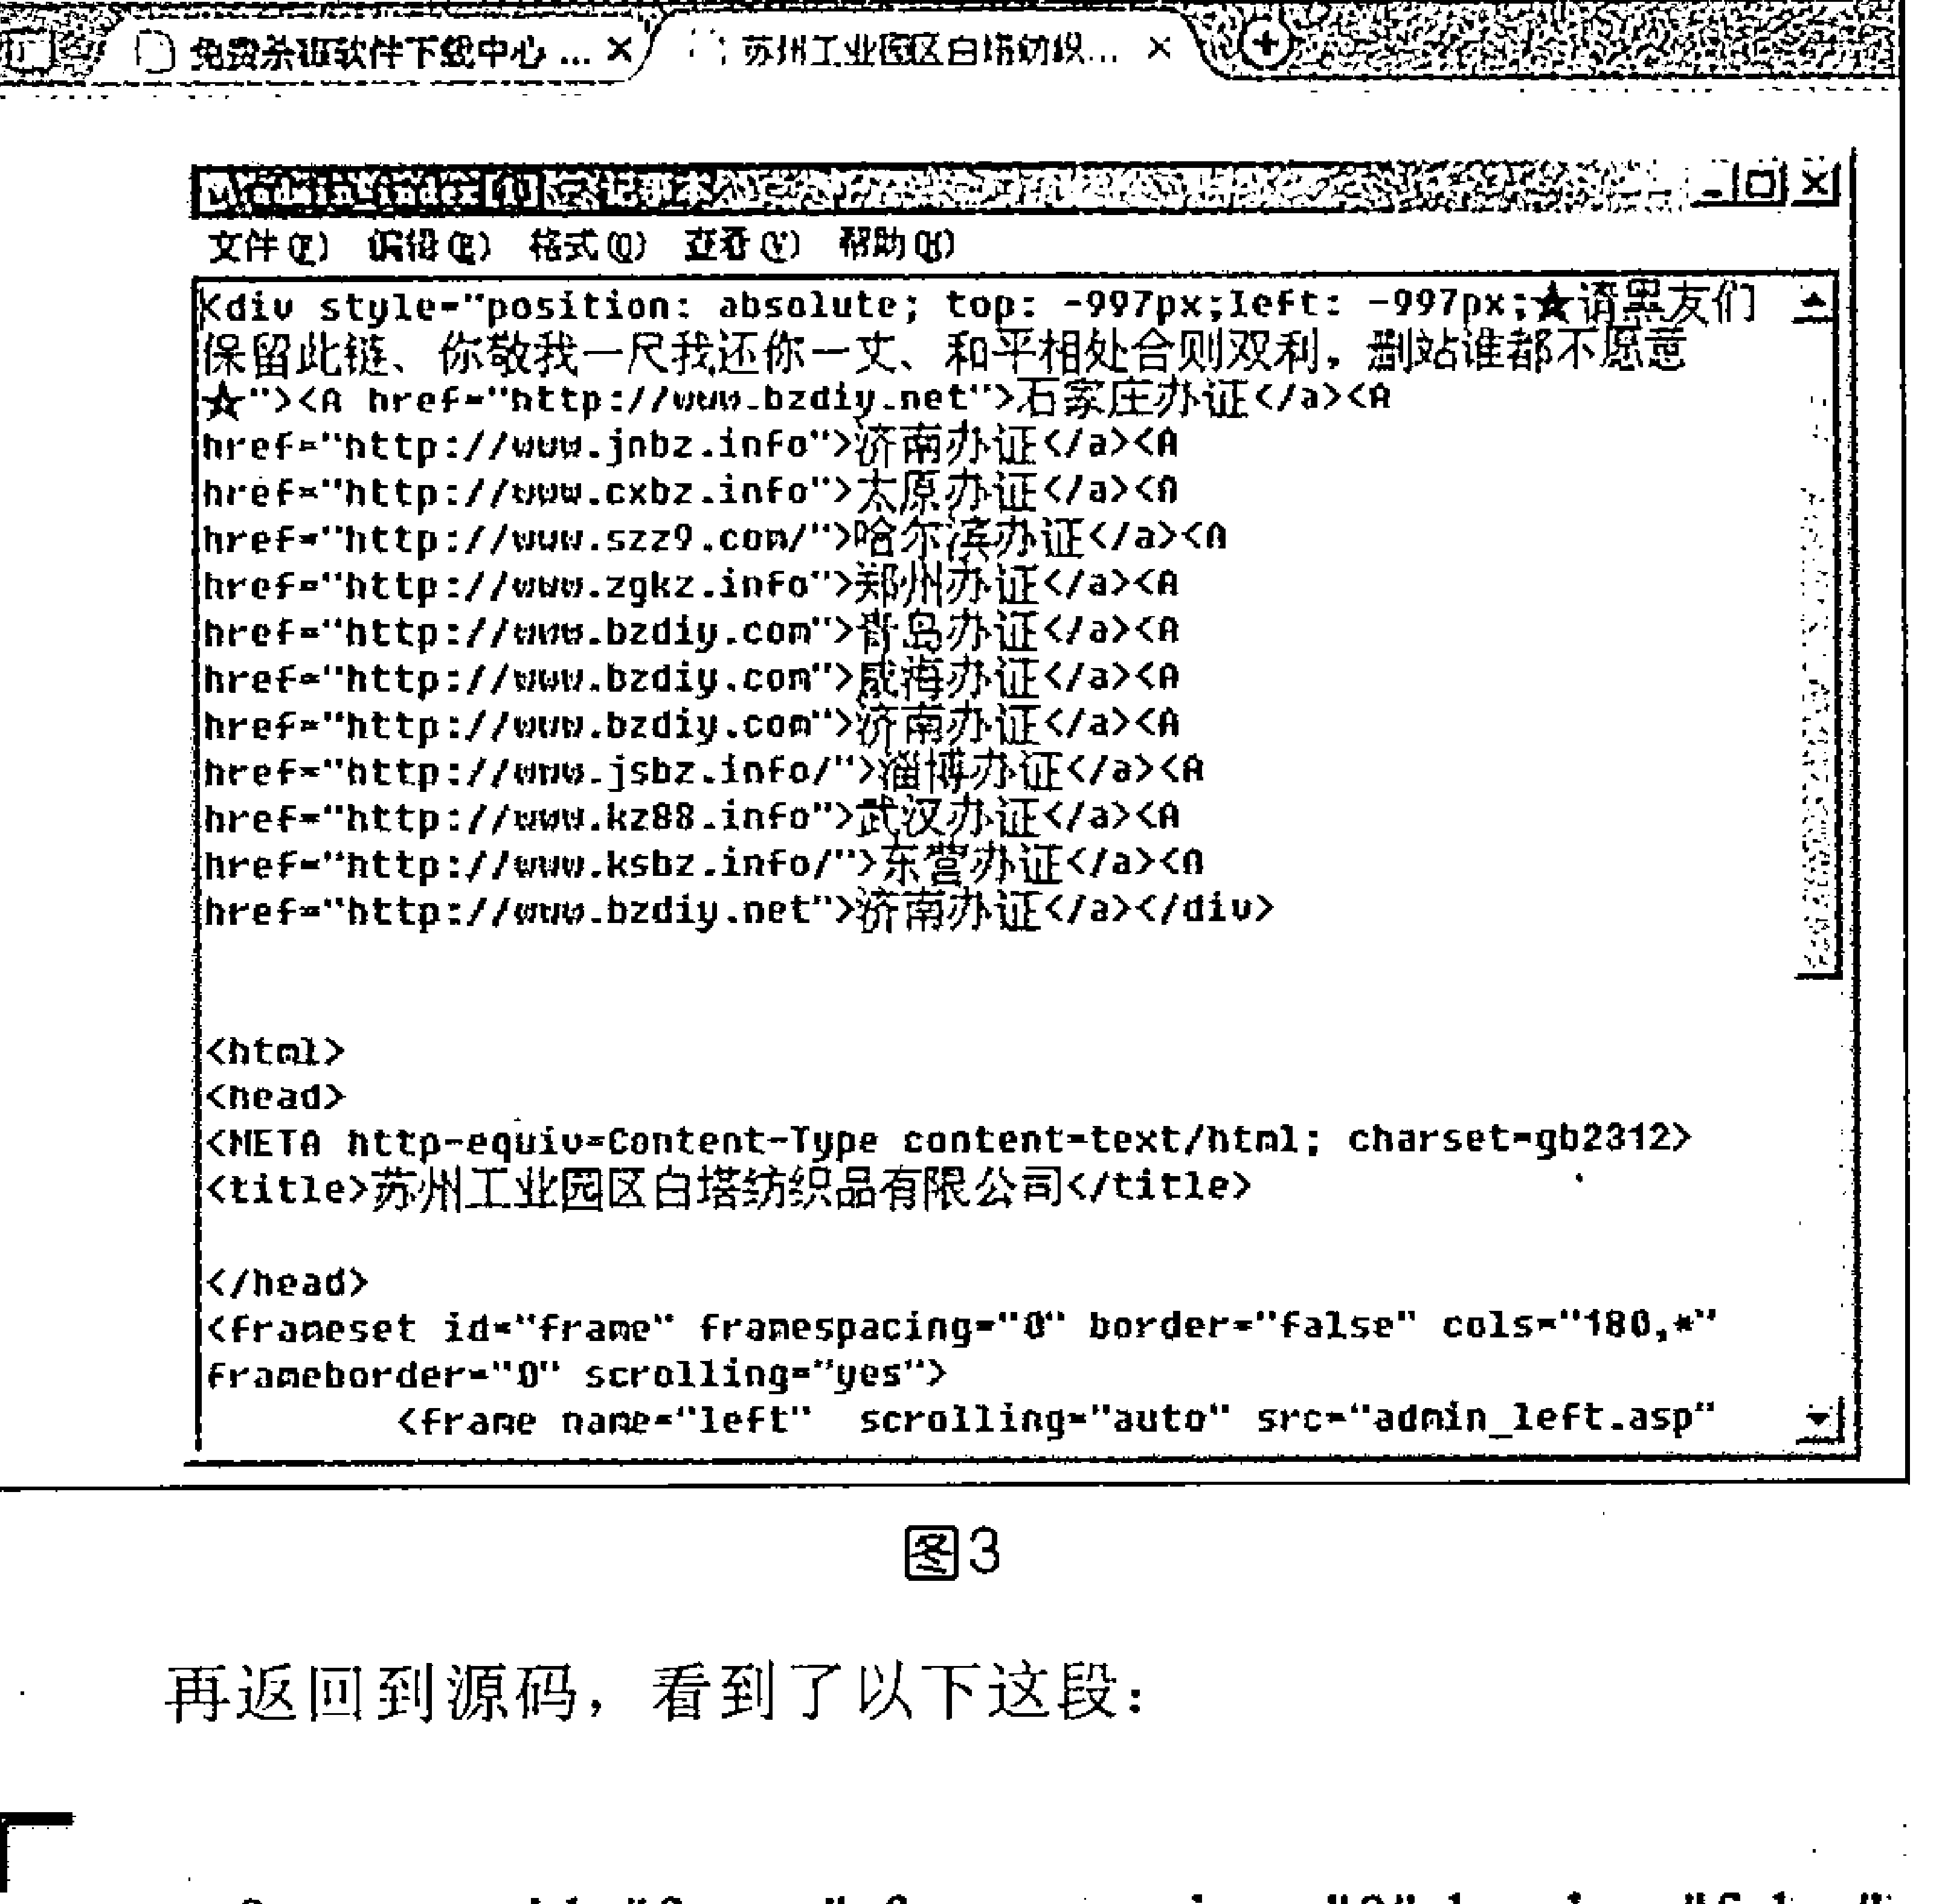 免费杀毒软件下载中心 ... ×
苏州工业园区白塔纺织... ×
admin_index[1] - 记事本
文件(F) 编辑(E) 格式(O) 查看(V) 帮助(H)
<div style="position: absolute; top: -997px;left: -997px;★请黑友们
保留此链、你敬我一尺我还你一丈、和平相处合则双利，删站谁都不愿意
★"><A href="http://www.bzdiy.net">石家庄办证</a><A
href="http://www.jnbz.info">济南办证</a><A
href="http://www.cxbz.info">太原办证</a><A
href="http://www.szz9.com/">哈尔滨办证</a><A
href="http://www.zgkz.info">郑州办证</a><A
href="http://www.bzdiy.com">青岛办证</a><A
href="http://www.bzdiy.com">威海办证</a><A
href="http://www.bzdiy.com">济南办证</a><A
href="http://www.jsbz.info/">淄博办证</a><A
href="http://www.kz88.info">武汉办证</a><A
href="http://www.ksbz.info/">东营办证</a><A
href="http://www.bzdiy.net">济南办证</a></div>
<html>
<head>
<META http-equiv=Content-Type content=text/html; charset=gb2312>
<title>苏州工业园区白塔纺织品有限公司</title>
</head>
<frameset id="frame" framespacing="0" border="false" cols="180,*"
frameborder="0" scrolling="yes">
<frame name="left" scrolling="auto" src="admin_left.asp"
图3
再返回到源码，看到了以下这段：